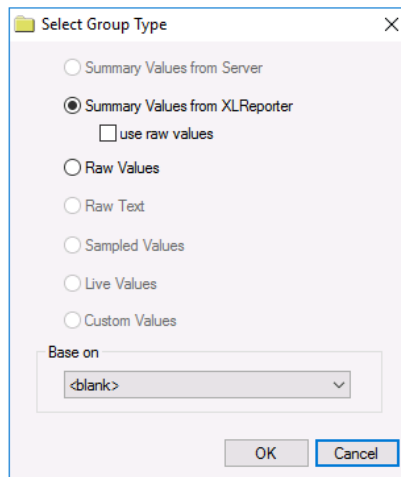 Select Group Type
Summary Values from Server
Summary Values from XLReporter
use raw values
Raw Values
Raw Text
Sampled Values
Live Values
Custom Values
Base on
<blank>
OK Cancel